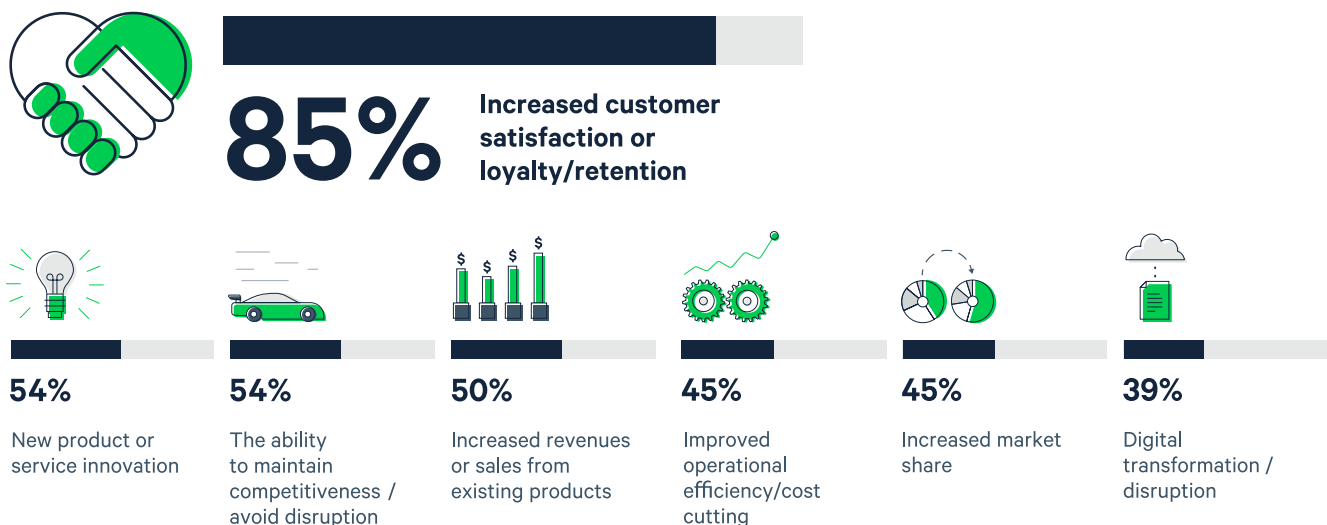 85%
Increased customer
satisfaction or
loyalty/retention
$
$
$
$
54%
New product or
service innovation
54%
The ability
to maintain
competitiveness /
avoid disruption
50%
Increased revenues
or sales from
existing products
45%
Improved
operational
efficiency/cost
cutting
45%
Increased market
share
39%
Digital
transformation /
disruption